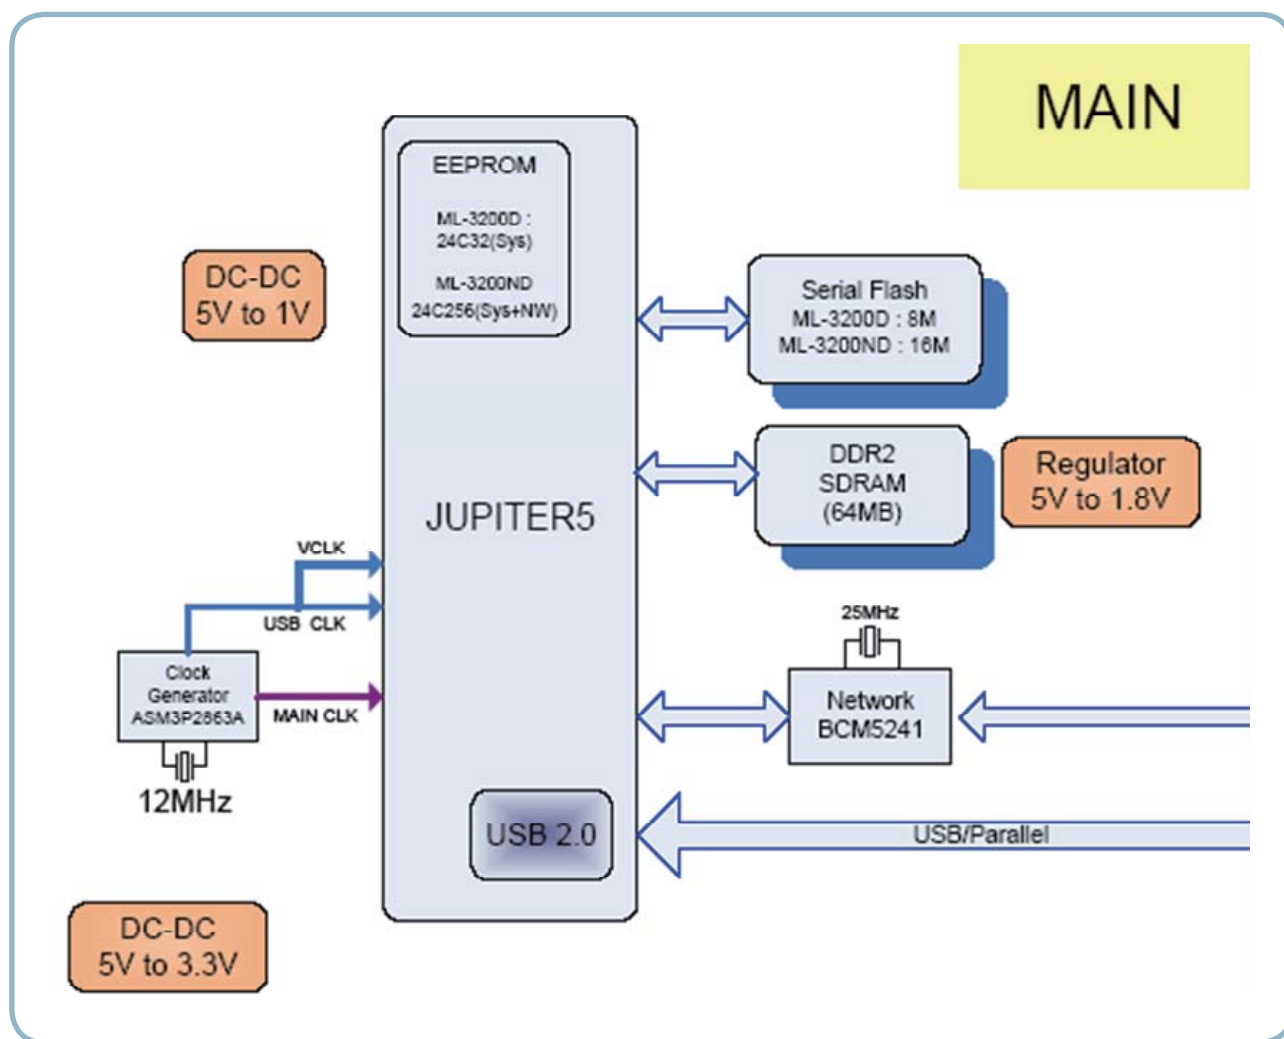 MAIN
EEPROM
ML-3200D :
24C32(Sys)
ML-3200ND
24C256(Sys+NW)
DC-DC
5V to 1V
Serial Flash
ML-3200D : 8M
ML-3200ND : 16M
DDR2
SDRAM
(64MB)
Regulator
5V to 1.8V
JUPITER5
VCLK
USB CLK
Clock
Generator
ASM3P2863A
MAIN CLK
12MHz
25MHz
Network
BCM5241
USB 2.0
USB/Parallel
DC-DC
5V to 3.3V